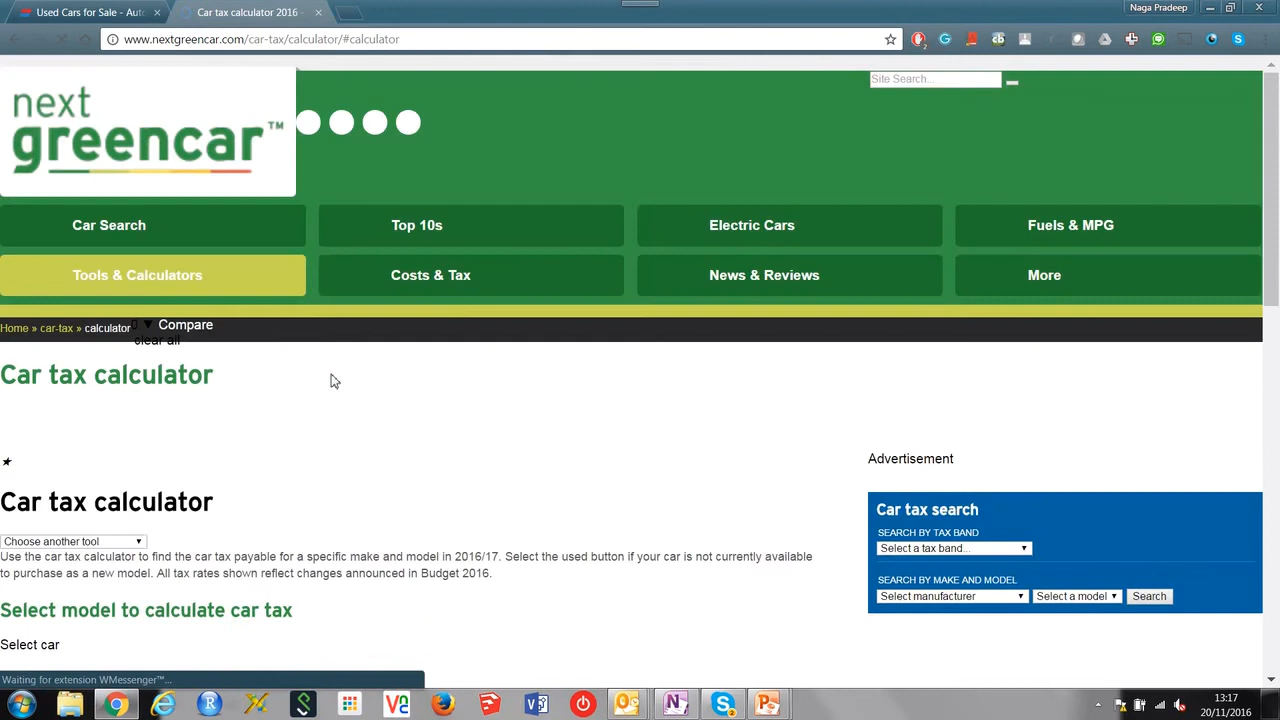 Used Cars for Sale - Aut
Car tax calculator 2016 -
Naga Pradeep
www.nextgreencar.com/car-tax/calculator/#calculator
next
greencar™
Site Search...
Car Search
Top 10s
Electric Cars
Fuels & MPG
Tools & Calculators
Costs & Tax
News & Reviews
More
Home » car-tax » calculator
0 ▼ Compare
clear all
Car tax calculator
Advertisement
Car tax calculator
Choose another tool
Use the car tax calculator to find the car tax payable for a specific make and model in 2016/17. Select the used button if your car is not currently available
to purchase as a new model. All tax rates shown reflect changes announced in Budget 2016.
Select model to calculate car tax
Select car
Car tax search
SEARCH BY TAX BAND
Select a tax band...
SEARCH BY MAKE AND MODEL
Select manufacturer
Select a model
Search
Waiting for extension WMessenger™...
13:17
20/11/2016